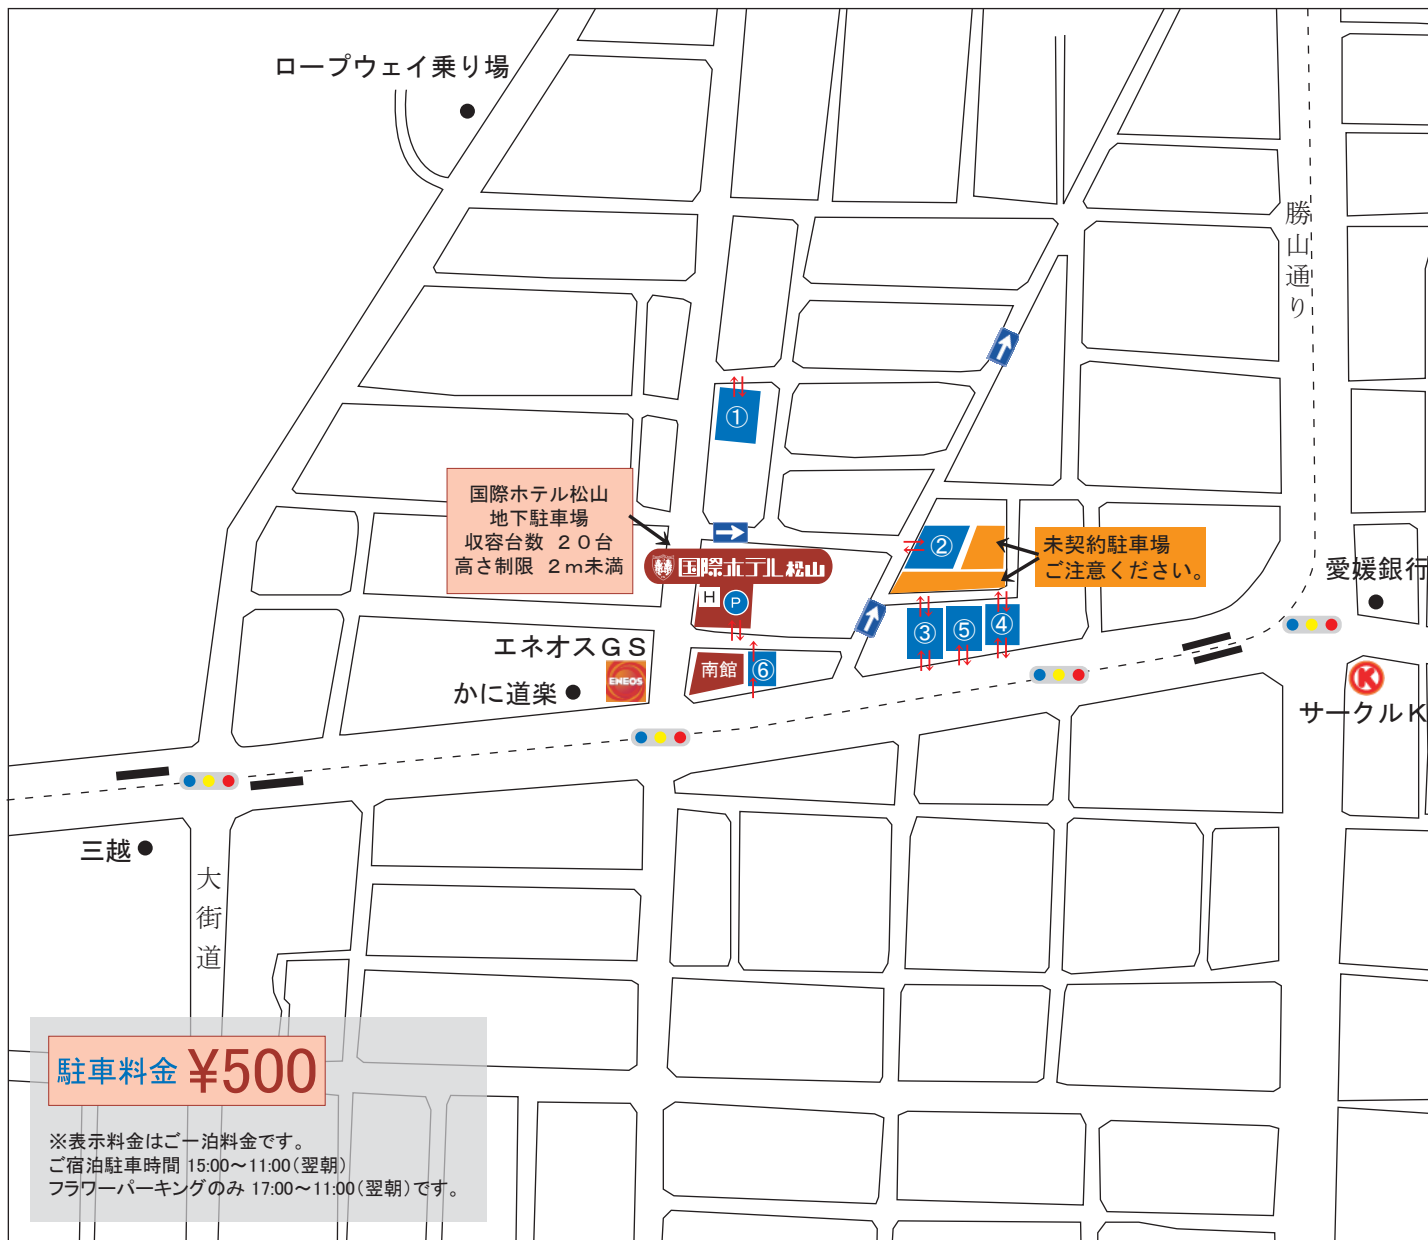 ロープウェイ乗り場
勝山通り
①
国際ホテル松山
地下駐車場
収容台数 ２０台
高さ制限 ２ｍ未満
国際ホテル松山
H
P
②
未契約駐車場
ご注意ください。
愛媛銀行
③
⑤
④
エネオスＧＳ
ENEOS
かに道楽
南館
⑥
K
サークルK
三越
大街道
駐車料金 ¥500
※表示料金はご一泊料金です。
ご宿泊駐車時間 15:00〜11:00（翌朝）
フラワーパーキングのみ 17:00〜11:00（翌朝）です。